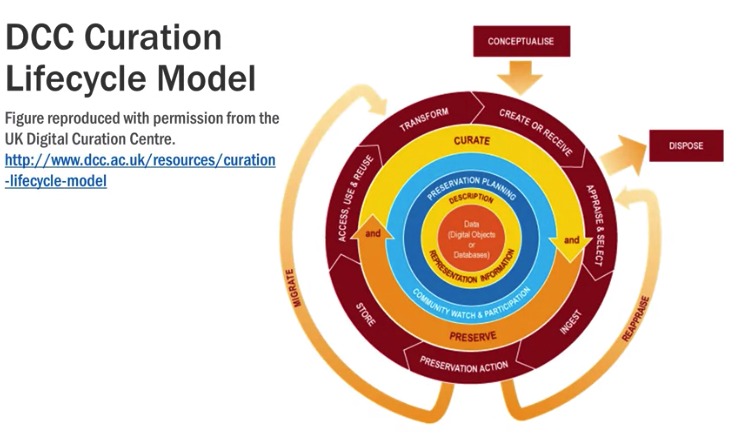 DCC Curation
Lifecycle Model
Figure reproduced with permission from the
UK Digital Curation Centre.
http://www.dcc.ac.uk/resources/curation
-lifecycle-model
CONCEPTUALISE
DISPOSE
TRANSFORM
CREATE OR RECEIVE
APPRAISE & SELECT
INGEST
PRESERVATION ACTION
STORE
ACCESS, USE & REUSE
CURATE
and
PRESERVE
and
PRESERVATION PLANNING
COMMUNITY WATCH & PARTICIPATION
DESCRIPTION
REPRESENTATION INFORMATION
Data
(Digital Objects
or
Databases)
MIGRATE
REAPPRAISE